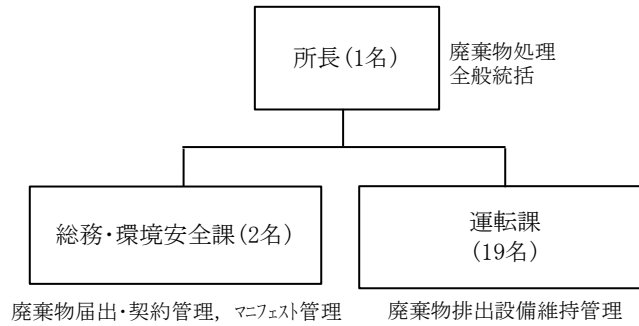 所長(1名)
廃棄物処理
全般統括
総務・環境安全課(2名)
運転課
(19名)
廃棄物届出・契約管理, マニフェスト管理
廃棄物排出設備維持管理